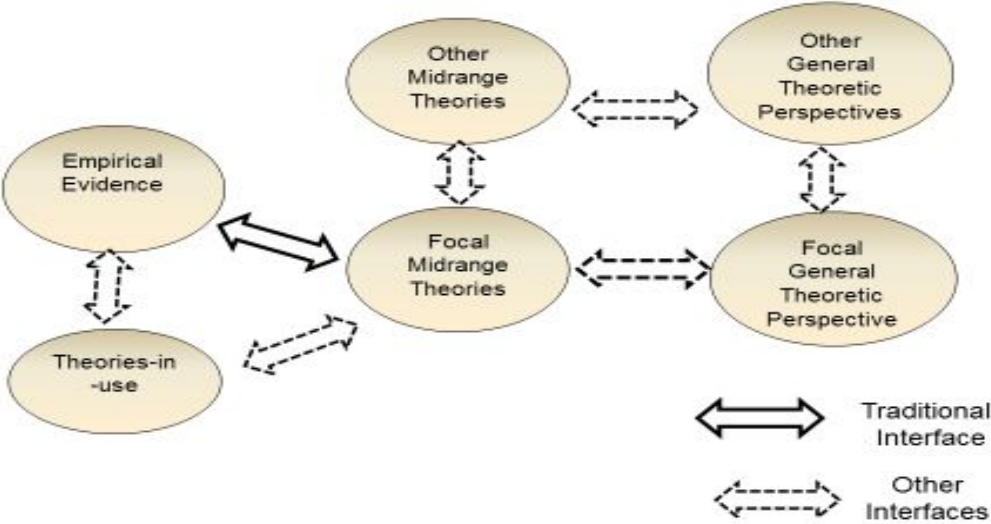 Other
Midrange
Theories
Other
General
Theoretic
Perspectives
Empirical
Evidence
Focal
Midrange
Theories
Focal
General
Theoretic
Perspective
Theories-in
-use
Traditional
Interface
Other
Interfaces